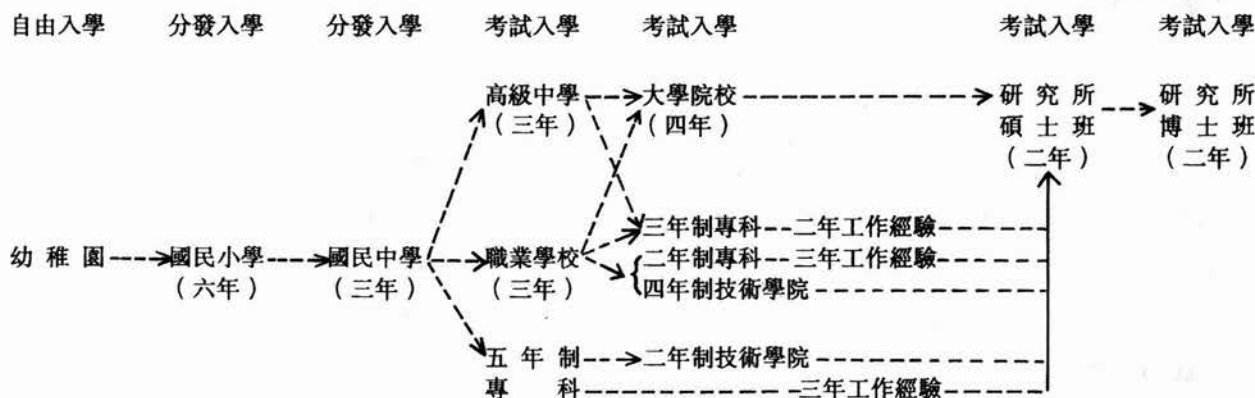 自由入學 分發入學 分發入學 考試入學 考試入學 考試入學 考試入學
高級中學 大學院校 研究所 研究所
（三年） （四年） 碩士班 博士班
（二年） （二年）
三年制專科 二年工作經驗
幼稚園 國民小學 國民中學 職業學校 二年制專科 三年工作經驗
（六年） （三年） （三年） 四年制技術學院
五年制 二年制技術學院
專科 三年工作經驗